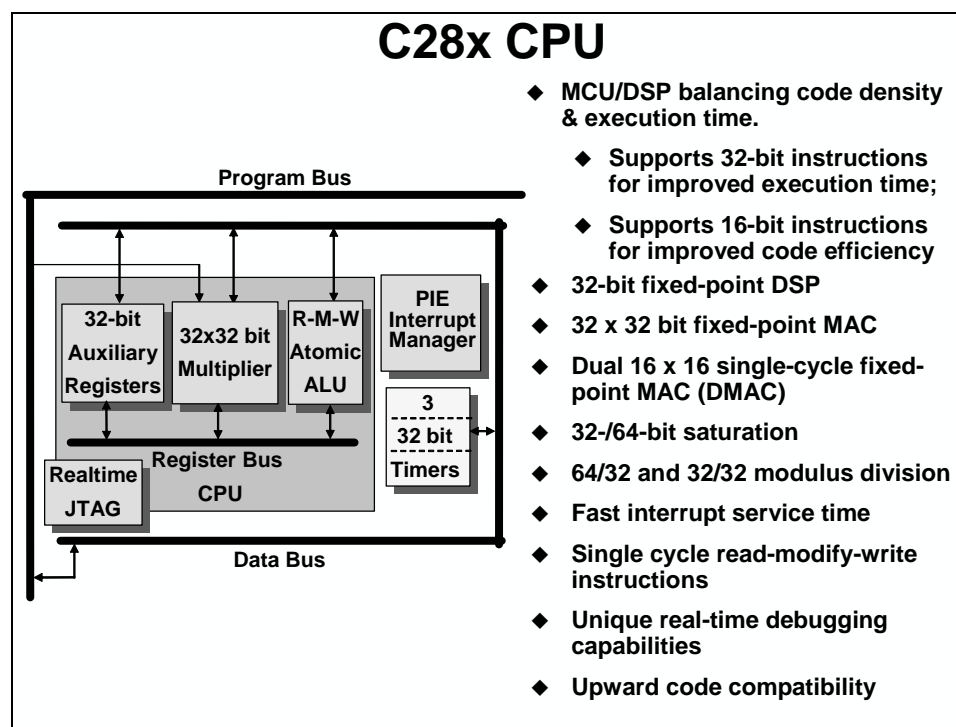 C28x CPU
Program Bus
32-bit
Auxiliary
Registers
32x32 bit
Multiplier
R-M-W
Atomic
ALU
PIE
Interrupt
Manager
3
32 bit
Timers
Register Bus
CPU
Realtime
JTAG
Data Bus
◆ MCU/DSP balancing code density
& execution time.
◆ Supports 32-bit instructions
for improved execution time;
◆ Supports 16-bit instructions
for improved code efficiency
◆ 32-bit fixed-point DSP
◆ 32 x 32 bit fixed-point MAC
◆ Dual 16 x 16 single-cycle fixed-
point MAC (DMAC)
◆ 32-/64-bit saturation
◆ 64/32 and 32/32 modulus division
◆ Fast interrupt service time
◆ Single cycle read-modify-write
instructions
◆ Unique real-time debugging
capabilities
◆ Upward code compatibility